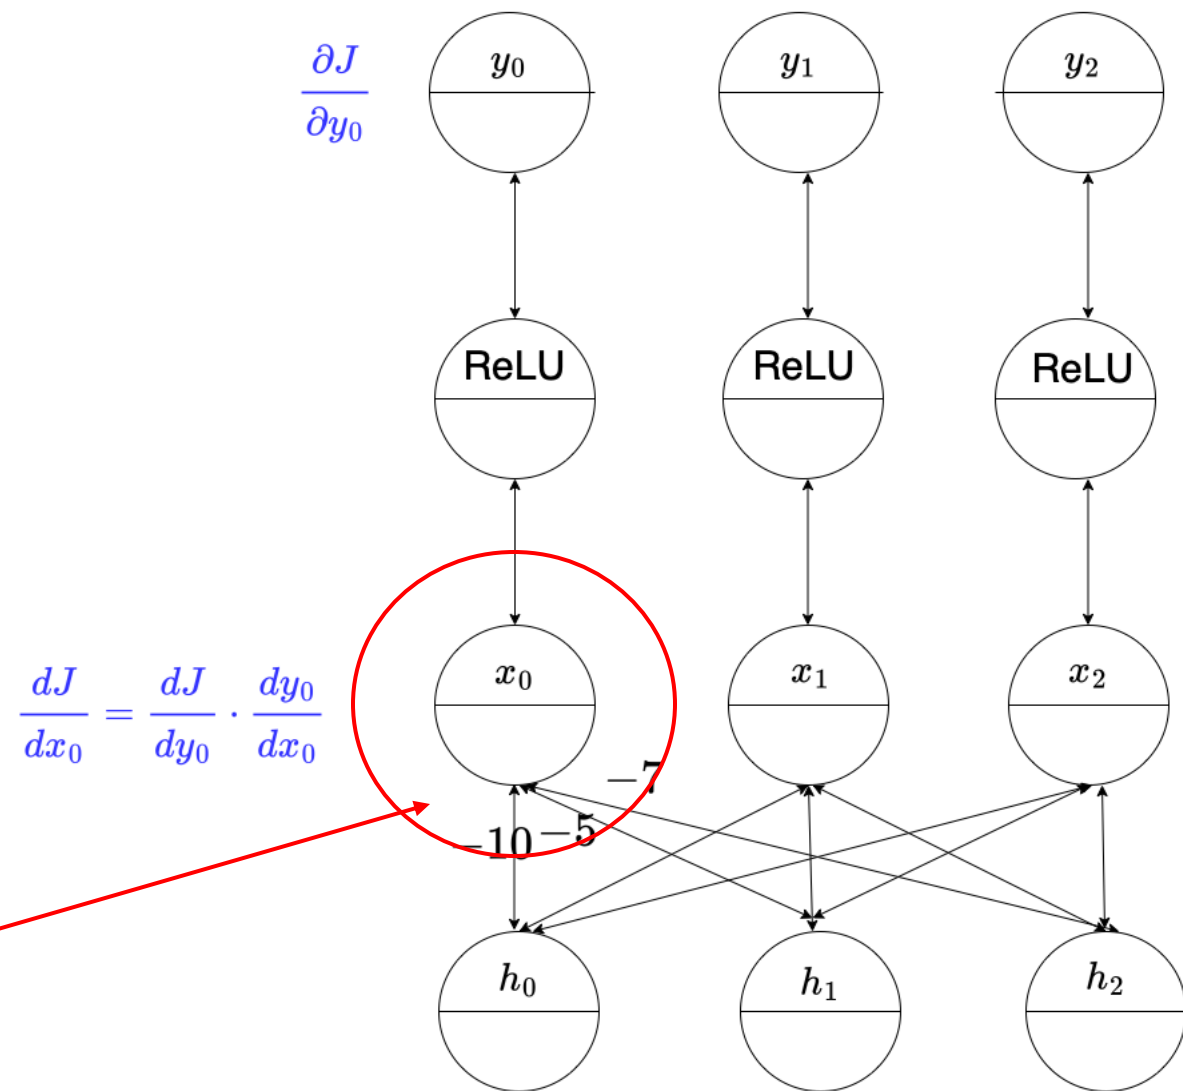 ∂J/∂y₀
y₀ y₁ y₂
ReLU ReLU ReLU
dJ/dx₀ = dJ/dy₀ · dy₀/dx₀
x₀ x₁ x₂
−7
−10 −5
h₀ h₁ h₂